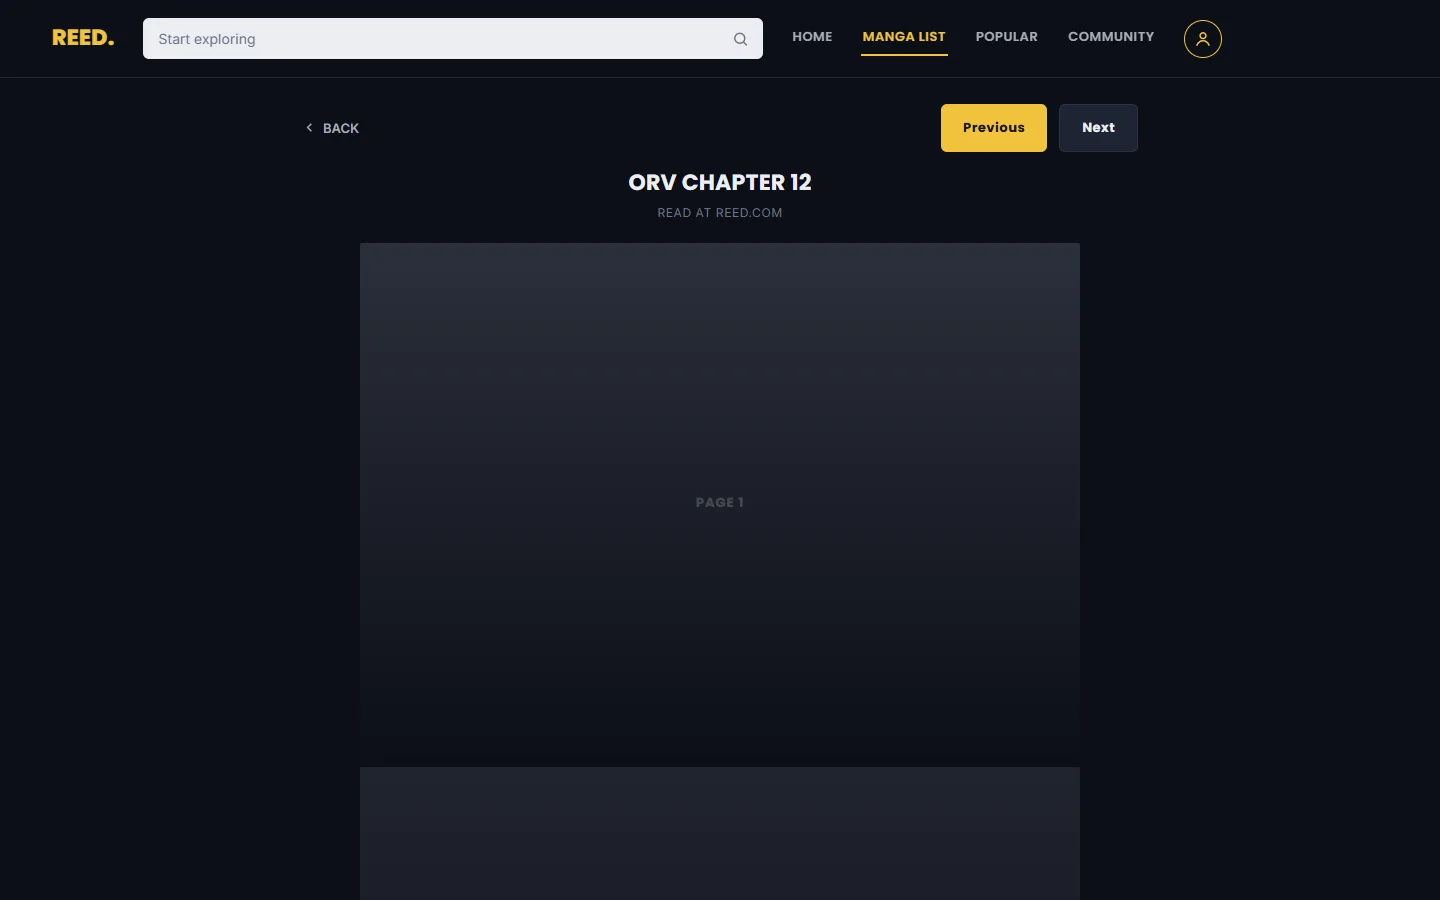 REED.
Start exploring
HOME
MANGA LIST
POPULAR
COMMUNITY
BACK
Previous
Next
ORV CHAPTER 12
READ AT REED.COM
PAGE 1